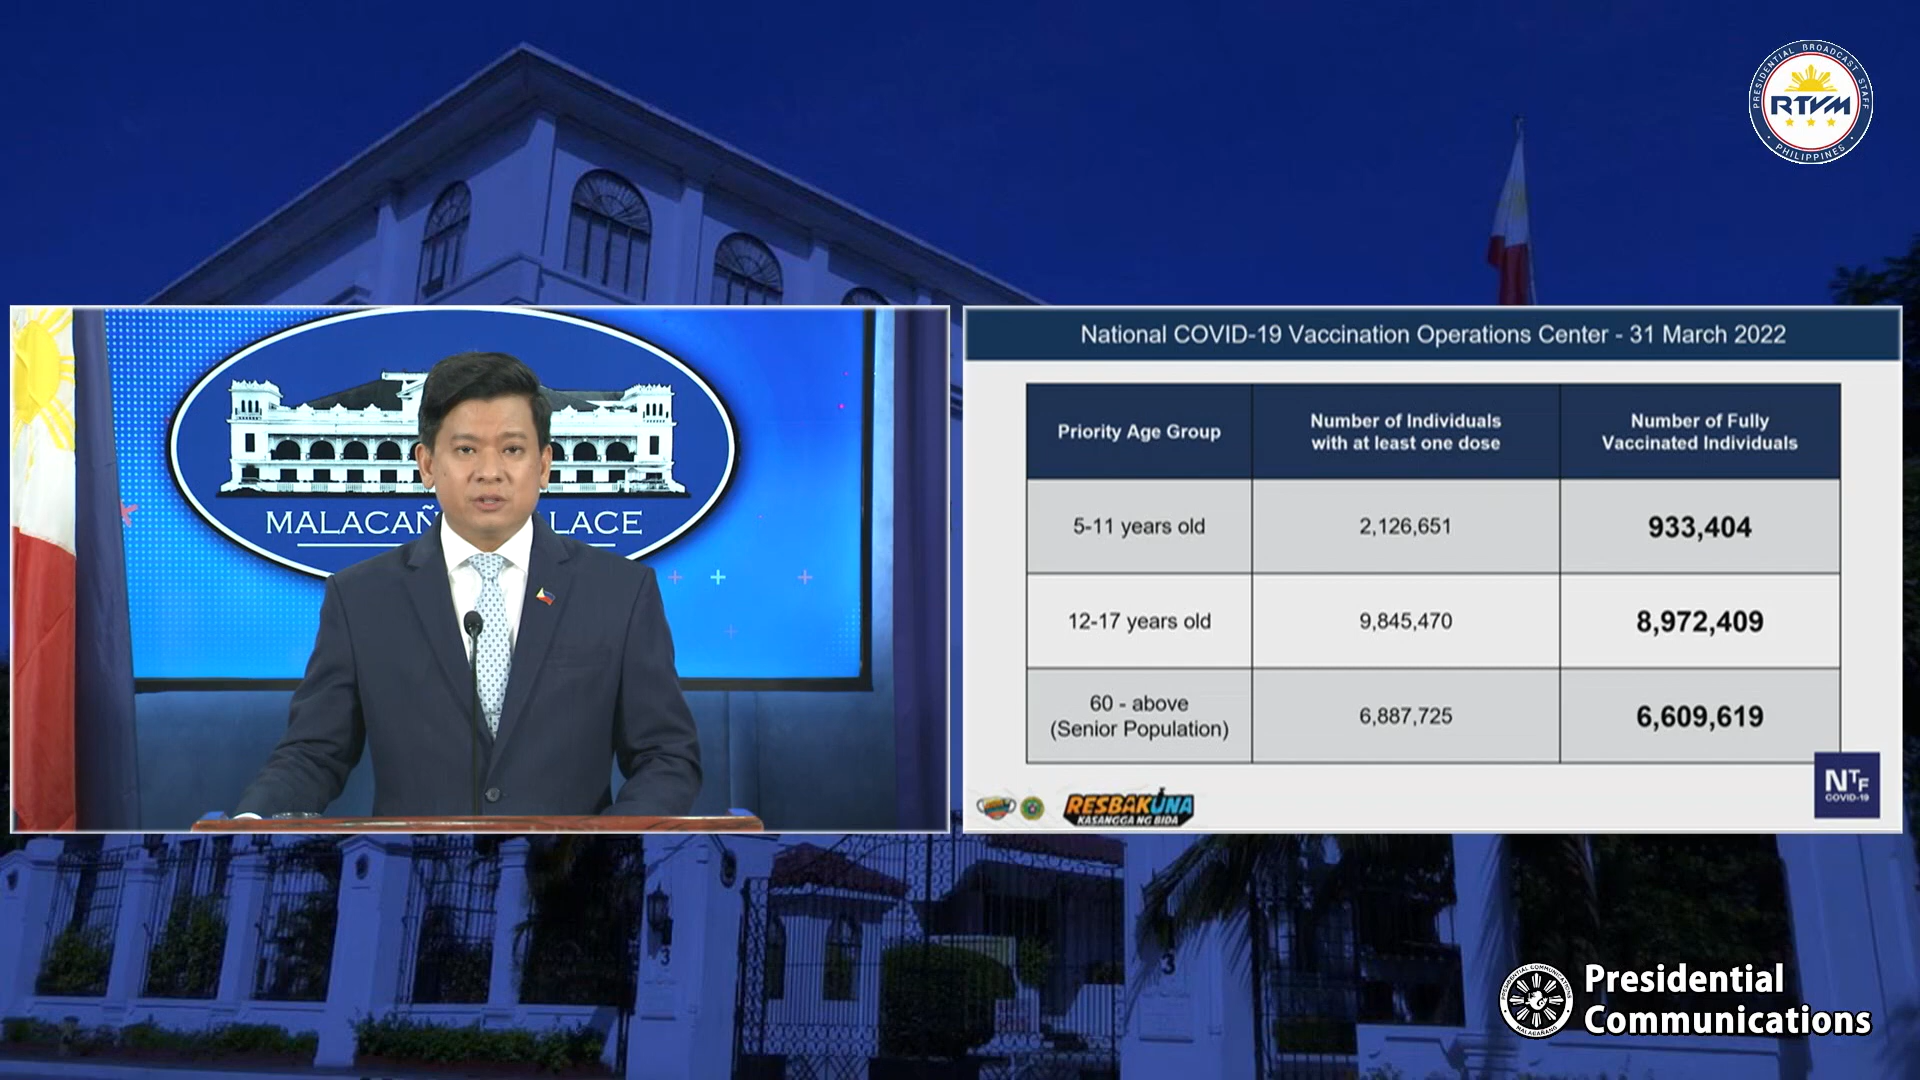 PRESIDENTIAL BROADCAST STAFF
RTVM
PHILIPPINES
MALACAÑ LACE
National COVID-19 Vaccination Operations Center - 31 March 2022
Priority Age Group
Number of Individuals
with at least one dose
Number of Fully
Vaccinated Individuals
5-11 years old
2,126,651
933,404
12-17 years old
9,845,470
8,972,409
60 - above
(Senior Population)
6,887,725
6,609,619
RESBAKUNA
KASANGGA NG BIDA
NTF
COVID-19
3
3
Presidential
Communications